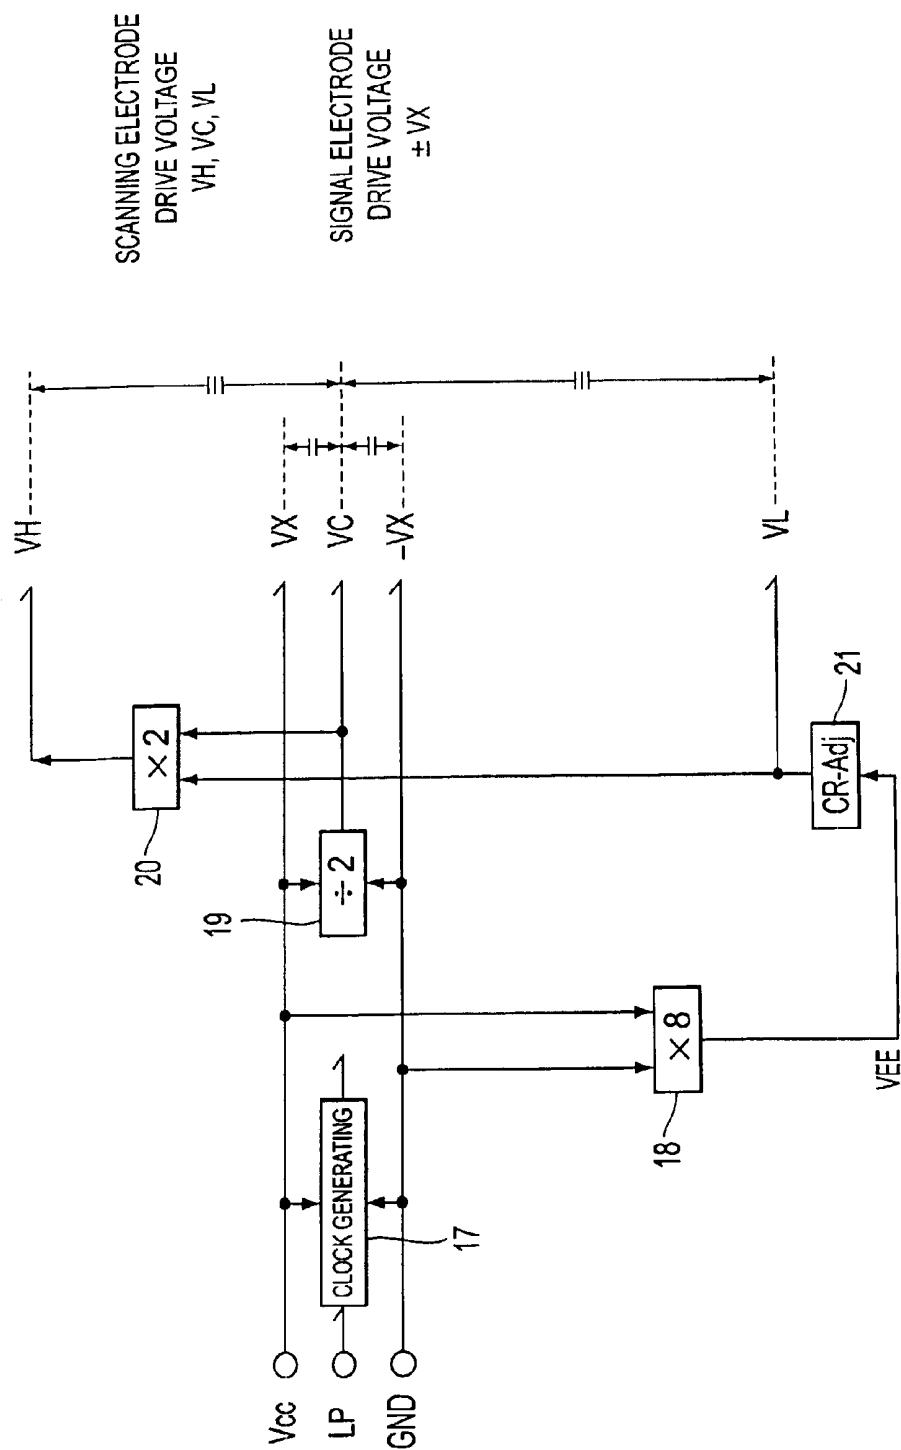 SCANNING ELECTRODE
DRIVE VOLTAGE
VH, VC, VL
SIGNAL ELECTRODE
DRIVE VOLTAGE
± VX
VH
VX
VC
-VX
VL
× 2
20
÷ 2
19
CR-Adj
21
× 8
18
VEE
CLOCK GENERATING
17
Vcc
LP
GND